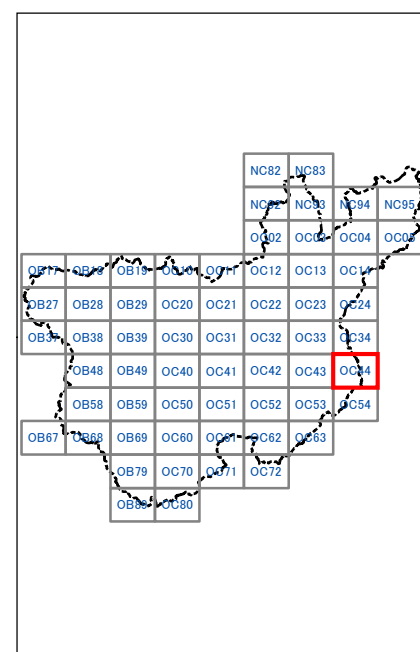 NC82 NC83
NC92 NC93 NC94 NC95
OC02 OC03 OC04 OC05
OB17 OB18 OB19 OC10 OC11 OC12 OC13 OC14
OB27 OB28 OB29 OC20 OC21 OC22 OC23 OC24
OB37 OB38 OB39 OC30 OC31 OC32 OC33 OC34
OB48 OB49 OC40 OC41 OC42 OC43 OC44
OB58 OB59 OC50 OC51 OC52 OC53 OC54
OB67 OB68 OB69 OC60 OC61 OC62 OC63
OB79 OC70 OC71 OC72
OB89 OC80